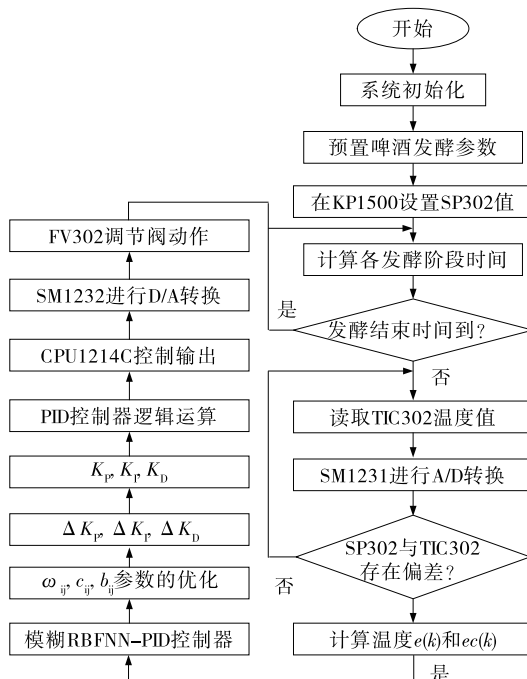 开始
系统初始化
预置啤酒发酵参数
在KP1500设置SP302值
计算各发酵阶段时间
发酵结束时间到?
是
否
读取TIC302温度值
SM1231进行A/D转换
SP302与TIC302
存在偏差?
否
计算温度e(k)和ec(k)
是
模糊RBFNN-PID控制器
ω_ij, c_ij, b_ij参数的优化
ΔK_P, ΔK_I, ΔK_D
K_P, K_I, K_D
PID控制器逻辑运算
CPU1214C控制输出
SM1232进行D/A转换
FV302调节阀动作